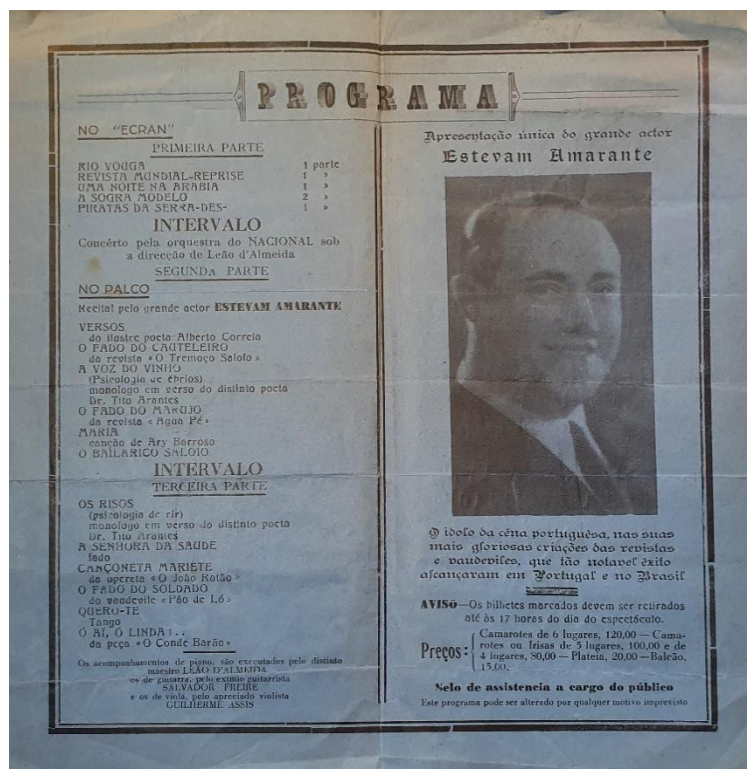 PROGRAMA
NO "ECRAN"
PRIMEIRA PARTE
RIO VOUGA 1 parte
REVISTA MUNDIAL-REPRISE 1 »
UMA NOITE NA ARABIA 1 »
A SOGRA MODELO 2 »
PIRATAS DA SERRA-DES- 1 »
INTERVALO
Concêrto pela orquestra do NACIONAL sob
a direcção de Leão d'Almeida
SEGUNDA PARTE
NO PALCO
Recital pelo grande actor ESTEVAM AMARANTE
VERSOS
do ilustre poeta Alberto Correia
O FADO DO CAUTELEIRO
da revista «O Tremoço Saloio»
A VOZ DO VINHO
(Psicologia de ébrios)
monologo em verso do distinto poeta
Dr. Tito Arantes
O FADO DO MARUJO
da revista «Agua Pé»
MARIA
canção de Ary Barroso
O BAILARICO SALOIO
INTERVALO
TERCEIRA PARTE
OS RISOS
(psicologia de rir)
monologo em verso do distinto poeta
Dr. Tito Arantes
A SENHORA DA SAUDE
fado
CANÇONETA MARIETE
da opereta «O João Ratão»
O FADO DO SOLDADO
do vaudevile «Pão de Ló»
QUERO-TE
Tango
Ó AÍ, Ó LINDA!..
da peça «O Conde Barão»
Os acompanhamentos de piano, são executados pelo distinto
maestro LEÃO D'ALMEIDA
os de guitarra, pelo eximio guitarrista
SALVADOR FREIRE
e os de viola, pelo apreciado violista
GUILHERME ASSIS
Apresentação única do grande actor
Estevam Amarante
O idolo da cêna portuguêsa, nas suas
mais gloriosas criações das revistas
e vaudeviles, que tão notavel êxito
alcançaram em Portugal e no Brasil
AVISO—Os bilhetes marcados devem ser retirados
até às 17 horas do dia do espectáculo.
Preços: Camarotes de 6 lugares, 120,00 — Cama-
rotes ou frisas de 5 lugares, 100,00 e de
4 lugares, 80,00 — Plateia, 20,00 — Balcão,
15,00.
Selo de assistencia a cargo do público
Este programa pode ser alterado por qualquer motivo imprevisto